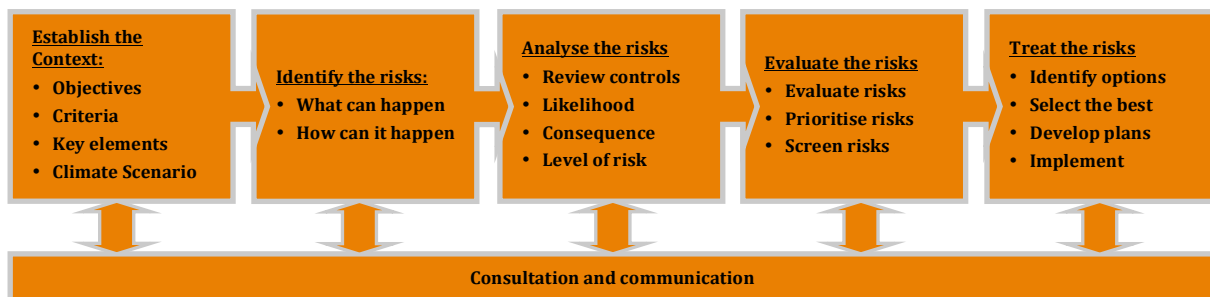 Establish the
Context:
• Objectives
• Criteria
• Key elements
• Climate Scenario
Identify the risks:
• What can happen
• How can it happen
Analyse the risks
• Review controls
• Likelihood
• Consequence
• Level of risk
Evaluate the risks
• Evaluate risks
• Prioritise risks
• Screen risks
Treat the risks
• Identify options
• Select the best
• Develop plans
• Implement
Consultation and communication